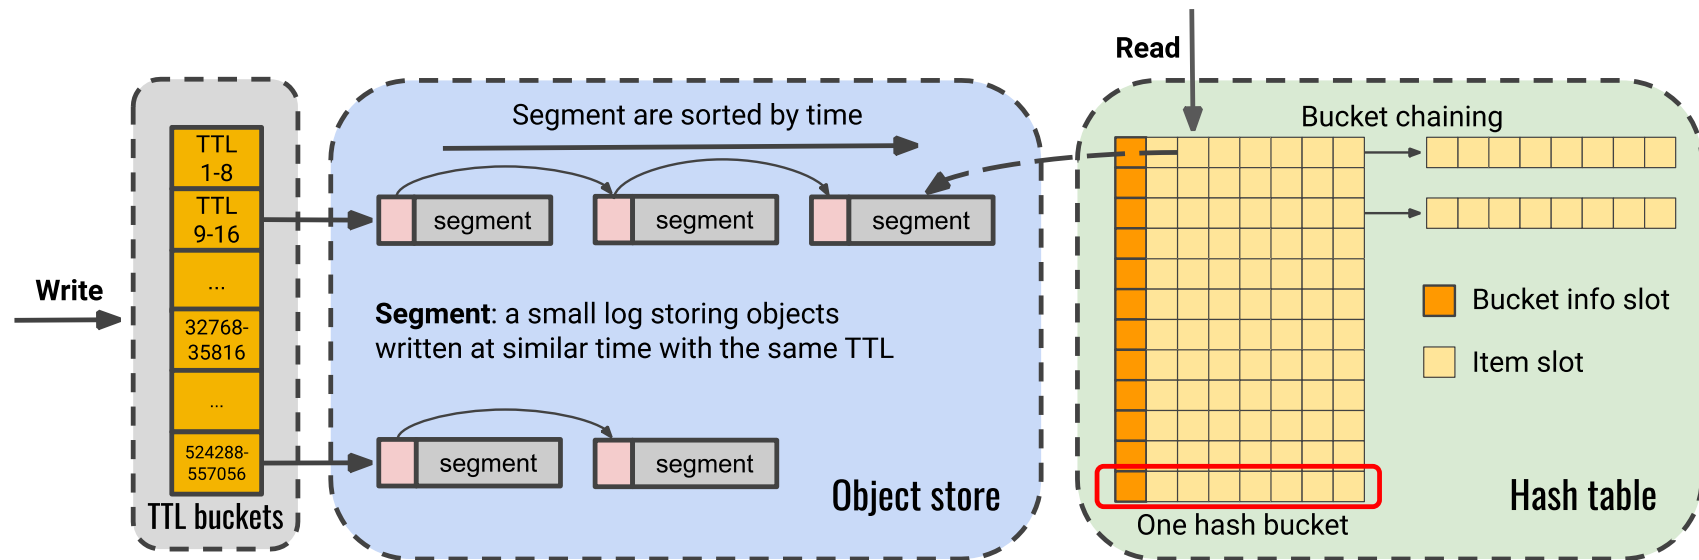 Write
TTL
1-8
TTL
9-16
...
32768-
35816
...
524288-
557056
TTL buckets
Segment are sorted by time
segment
segment
segment
Segment: a small log storing objects
written at similar time with the same TTL
segment
segment
Object store
Read
Bucket chaining
Bucket info slot
Item slot
One hash bucket
Hash table